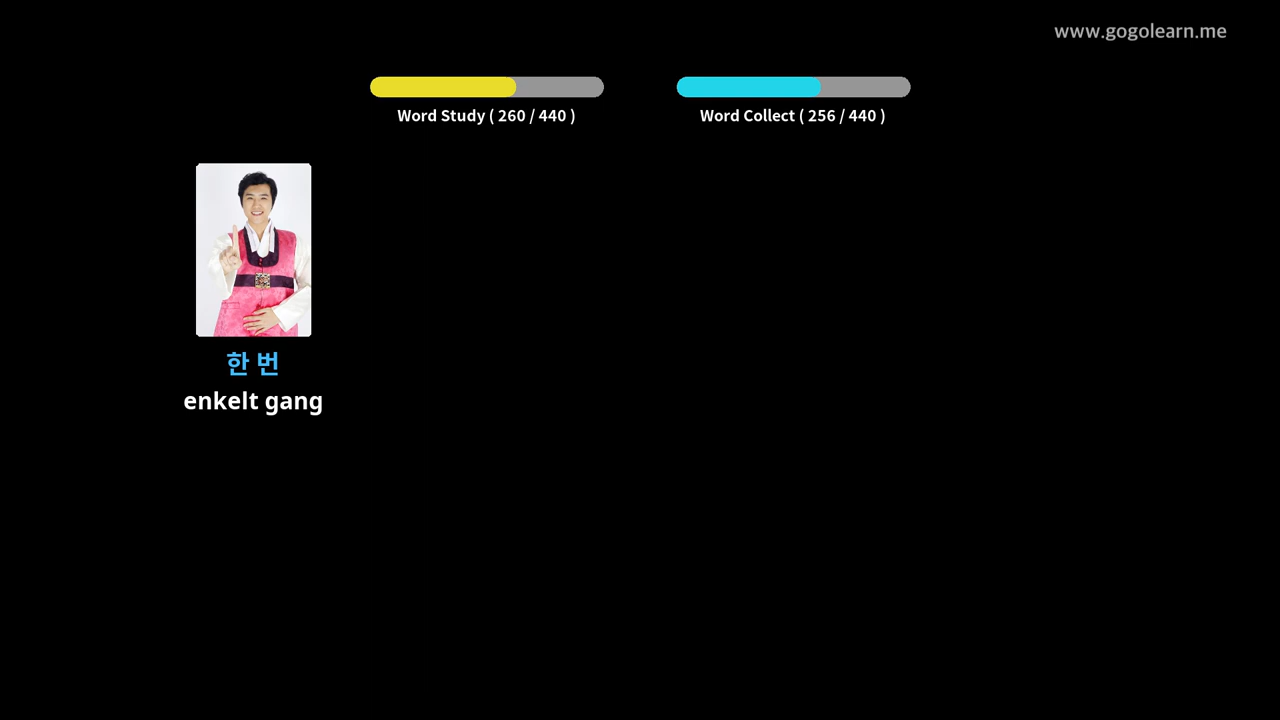 www.gogolearn.me
Word Study ( 260 / 440 )
Word Collect ( 256 / 440 )
한 번
enkelt gang